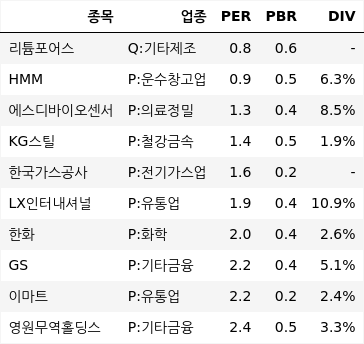 종목 업종 PER PBR DIV
리튬포어스 Q:기타제조 0.8 0.6 -
HMM P:운수창고업 0.9 0.5 6.3%
에스디바이오센서 P:의료정밀 1.3 0.4 8.5%
KG스틸 P:철강금속 1.4 0.5 1.9%
한국가스공사 P:전기가스업 1.6 0.2 -
LX인터내셔널 P:유통업 1.9 0.4 10.9%
한화 P:화학 2.0 0.4 2.6%
GS P:기타금융 2.2 0.4 5.1%
이마트 P:유통업 2.2 0.2 2.4%
영원무역홀딩스 P:기타금융 2.4 0.5 3.3%